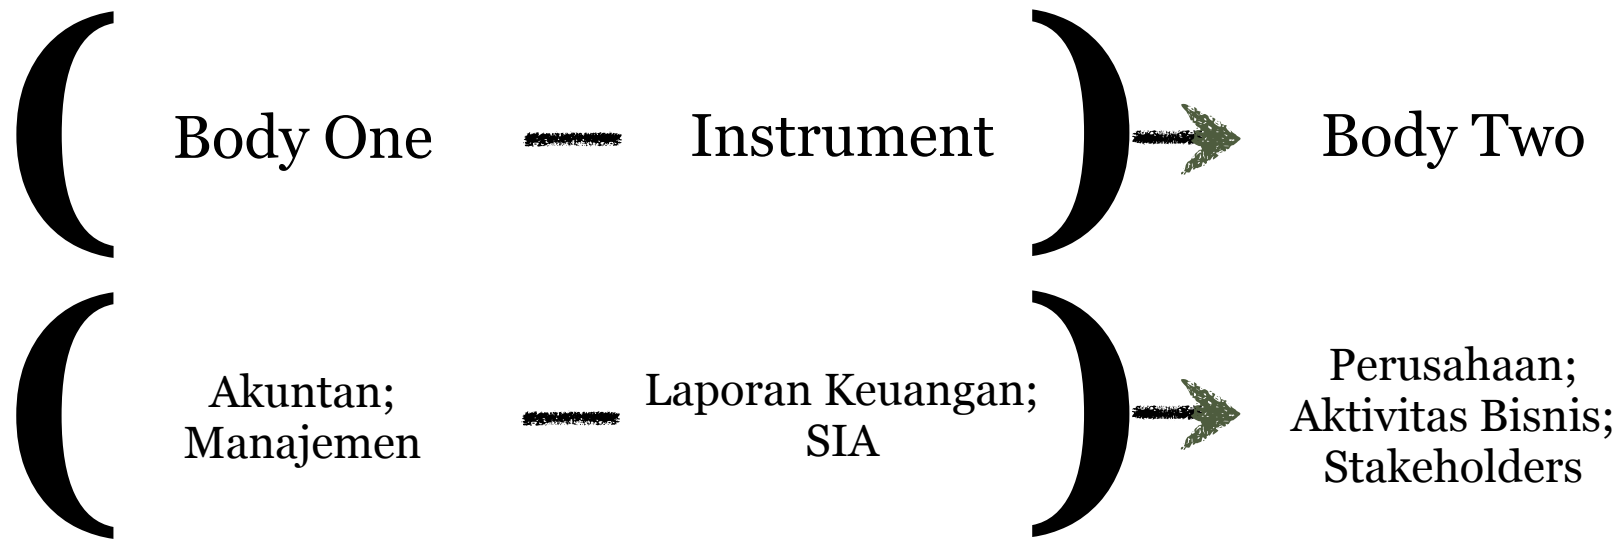 Body One
Instrument
Body Two
Akuntan;
Manajemen
Laporan Keuangan;
SIA
Perusahaan;
Aktivitas Bisnis;
Stakeholders